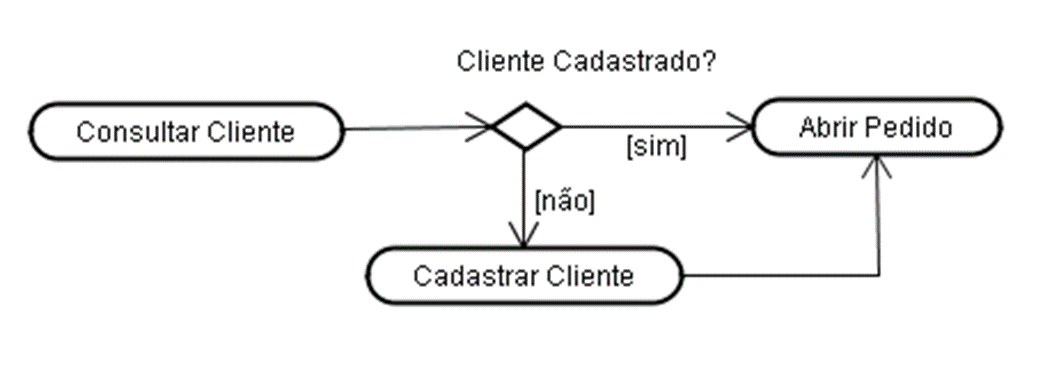 Cliente Cadastrado?
Consultar Cliente
Abrir Pedido
[sim]
[não]
Cadastrar Cliente